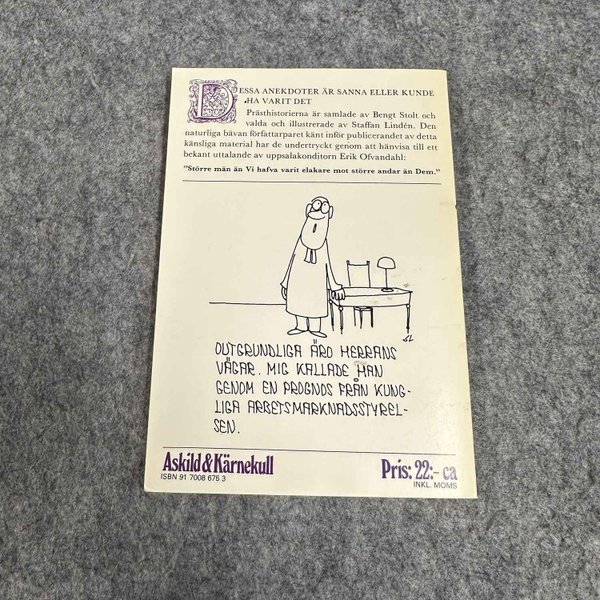 DESSA ANEKDOTER ÄR SANNA ELLER KUNDE
HA VARIT DET
Prästhistorierna är samlade av Bengt Stolt och
valda och illustrerade av Staffan Lindén. Den
naturliga bävan författarparet känt inför publicerandet av detta
känsliga material har de undertryckt genom att hänvisa till ett
bekant uttalande av uppsalakonditorn Erik Ofvandahl:
"Större män än Vi hafva varit elakare mot större andar än Dem."
SL
OUTGRUNDLIGA ÄRO HERRANS
VÄGAR. MIG KALLADE HAN
GENOM EN PROGNOS FRÅN KUNG-
LIGA ARBETSMARKNADSSTYREL-
SEN.
Askild & Kärnekull
ISBN 91 7008 675 3
Pris: 22:- ca
INKL. MOMS